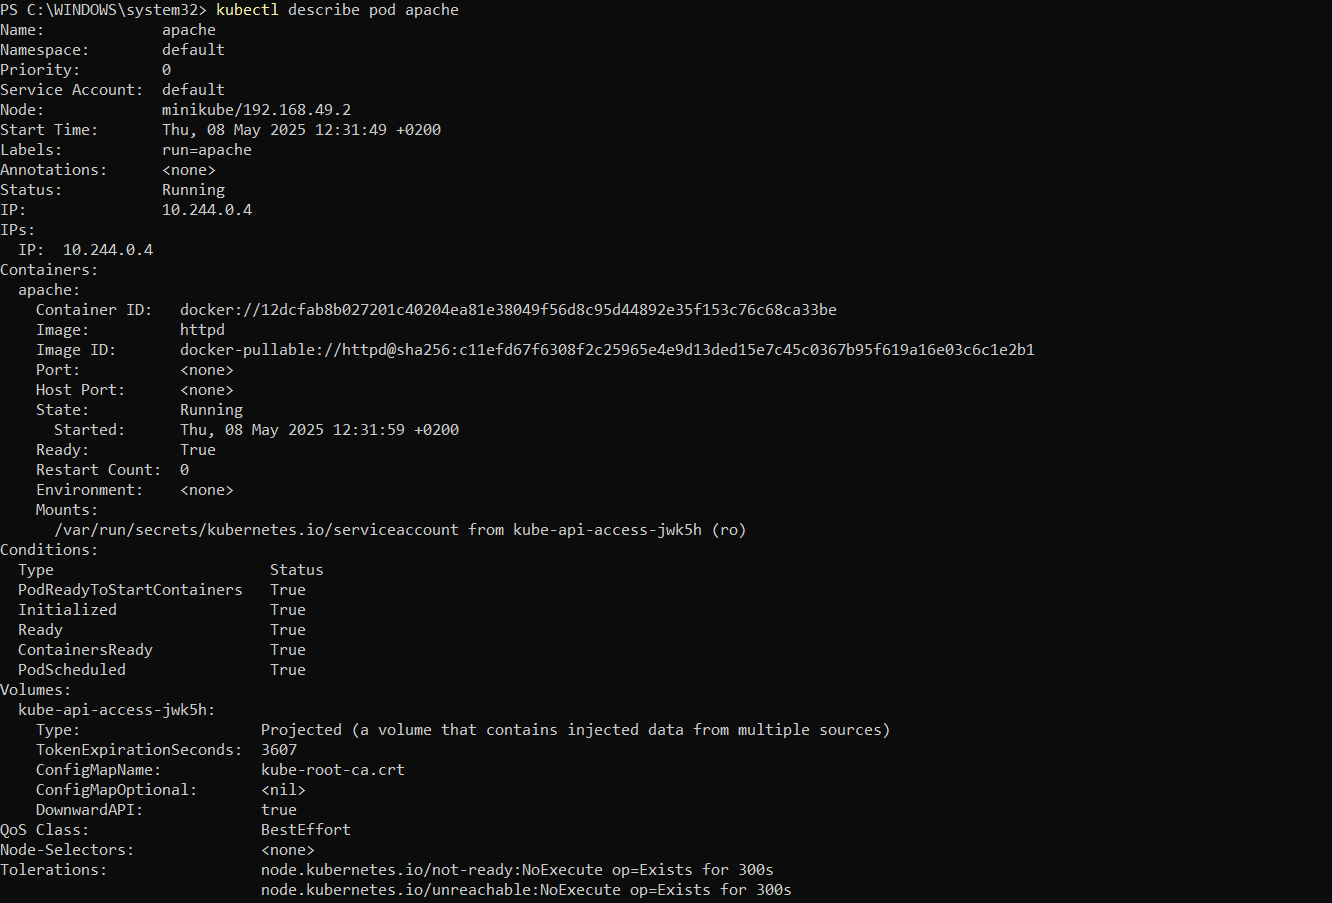 PS C:\WINDOWS\system32> kubectl describe pod apache
Name:             apache
Namespace:        default
Priority:         0
Service Account:  default
Node:             minikube/192.168.49.2
Start Time:       Thu, 08 May 2025 12:31:49 +0200
Labels:           run=apache
Annotations:      <none>
Status:           Running
IP:               10.244.0.4
IPs:
  IP:  10.244.0.4
Containers:
  apache:
    Container ID:   docker://12dcfab8b027201c40204ea81e38049f56d8c95d44892e35f153c76c68ca33be
    Image:          httpd
    Image ID:       docker-pullable://httpd@sha256:c11efd67f6308f2c25965e4e9d13ded15e7c45c0367b95f619a16e03c6c1e2b1
    Port:           <none>
    Host Port:      <none>
    State:          Running
      Started:      Thu, 08 May 2025 12:31:59 +0200
    Ready:          True
    Restart Count:  0
    Environment:    <none>
    Mounts:
      /var/run/secrets/kubernetes.io/serviceaccount from kube-api-access-jwk5h (ro)
Conditions:
  Type                        Status
  PodReadyToStartContainers   True
  Initialized                 True
  Ready                       True
  ContainersReady             True
  PodScheduled                True
Volumes:
  kube-api-access-jwk5h:
    Type:                    Projected (a volume that contains injected data from multiple sources)
    TokenExpirationSeconds:  3607
    ConfigMapName:           kube-root-ca.crt
    ConfigMapOptional:       <nil>
    DownwardAPI:             true
QoS Class:                   BestEffort
Node-Selectors:              <none>
Tolerations:                 node.kubernetes.io/not-ready:NoExecute op=Exists for 300s
                             node.kubernetes.io/unreachable:NoExecute op=Exists for 300s